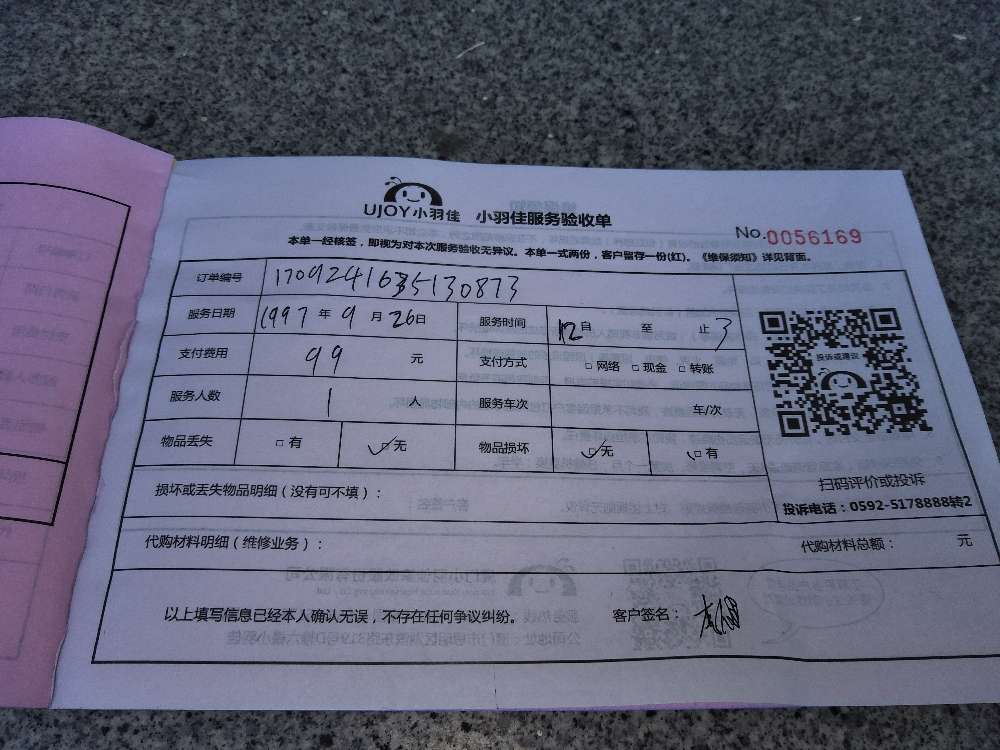 UJOY小羽佳 小羽佳服务验收单
No.0056169
本单一经核签，即视为对本次服务验收无异议。本单一式两份，客户留存一份(红)。《维保须知》详见背面。
订单编号 1709241635130873
服务日期 1997 年 9 月 26日 服务时间 12 自 至 止 3
支付费用 99 元 支付方式 □网络 □现金 □转账
服务人数 1 人 服务车次 车/次
物品丢失 □有 □无 物品损坏 □无 □有
投诉或建议
扫码评价或投诉
投诉电话：0592-5178888转2
损坏或丢失物品明细（没有可不填）：
代购材料明细（维修业务）： 代购材料总额： 元
以上填写信息已经本人确认无误，不存在任何争议纠纷。 客户签名：